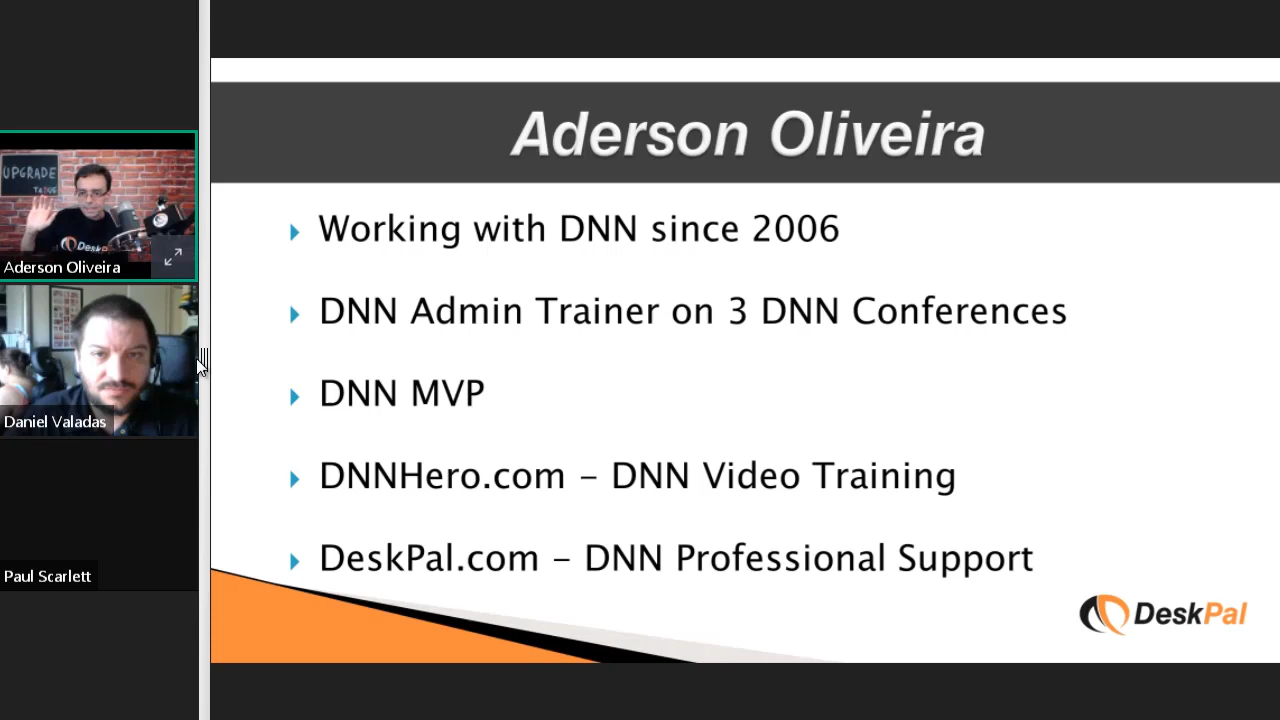 UPGRADE
Aderson Oliveira
Daniel Valadas
Paul Scarlett
Aderson Oliveira
Working with DNN since 2006
DNN Admin Trainer on 3 DNN Conferences
DNN MVP
DNNHero.com - DNN Video Training
DeskPal.com - DNN Professional Support
DeskPal